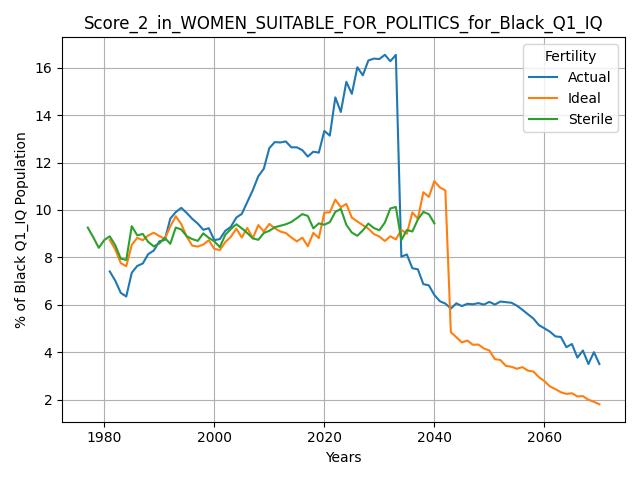 Score_2_in_WOMEN_SUITABLE_FOR_POLITICS_for_Black_Q1_IQ
Fertility
Actual
Ideal
Sterile
% of Black Q1_IQ Population
16
14
12
10
8
6
4
2
1980 2000 2020 2040 2060
Years